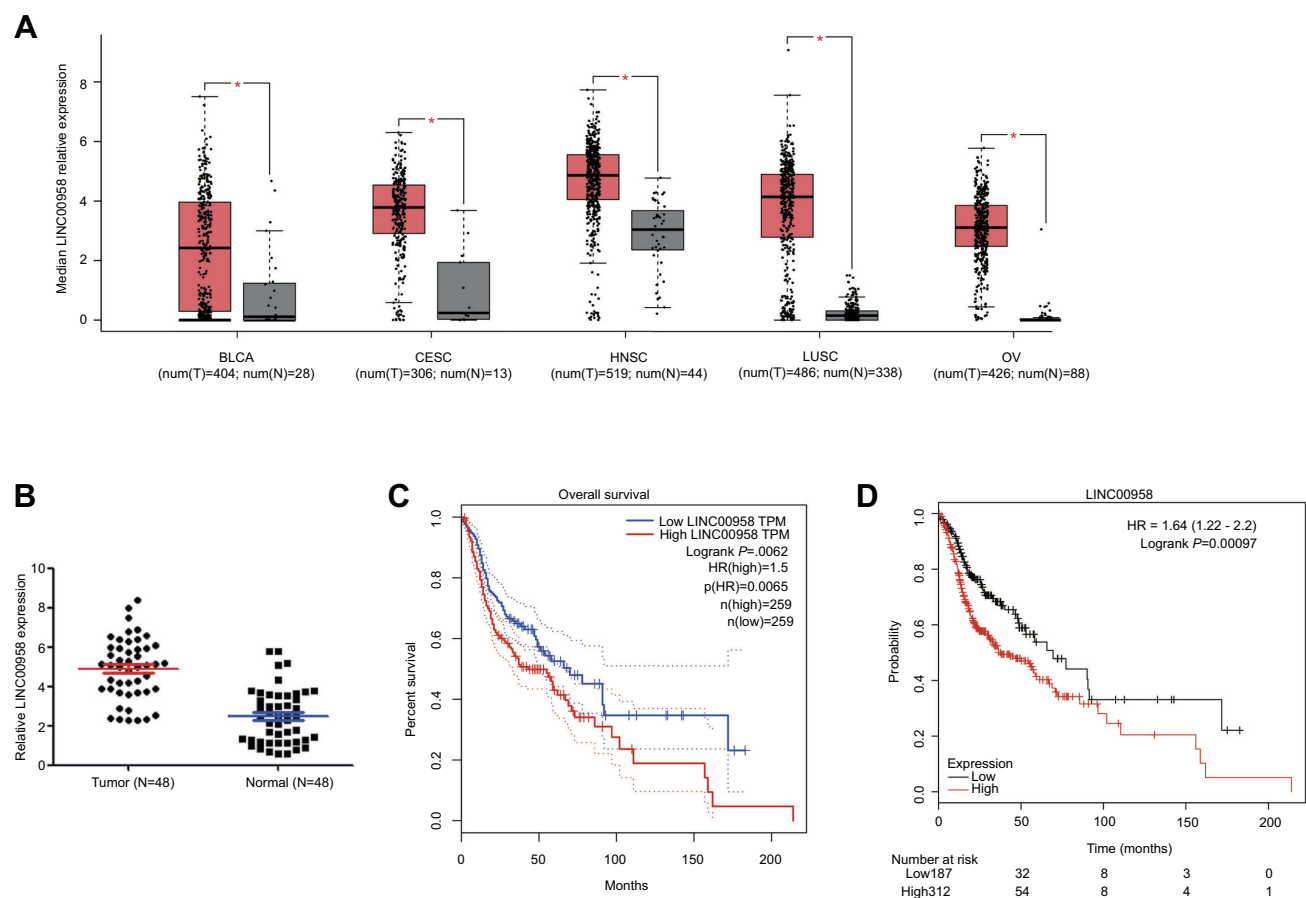 A
Median LINC00958 relative expression
8
6
4
2
0
*
*
*
*
*
BLCA
(num(T)=404; num(N)=28)
CESC
(num(T)=306; num(N)=13)
HNSC
(num(T)=519; num(N)=44)
LUSC
(num(T)=486; num(N)=338)
OV
(num(T)=426; num(N)=88)
B
Relative LINC00958 expression
10
8
6
4
2
0
Tumor (N=48)
Normal (N=48)
C
Overall survival
Low LINC00958 TPM
High LINC00958 TPM
Logrank P=.0062
HR(high)=1.5
p(HR)=0.0065
n(high)=259
n(low)=259
Percent survival
1.0
0.8
0.6
0.4
0.2
0.0
0 50 100 150 200
Months
D
LINC00958
HR = 1.64 (1.22 - 2.2)
Logrank P=0.00097
Probability
1.0
0.8
0.6
0.4
0.2
0.0
Expression
Low
High
0 50 100 150 200
Time (months)
Number at risk
Low187 32 8 3 0
High312 54 8 4 1